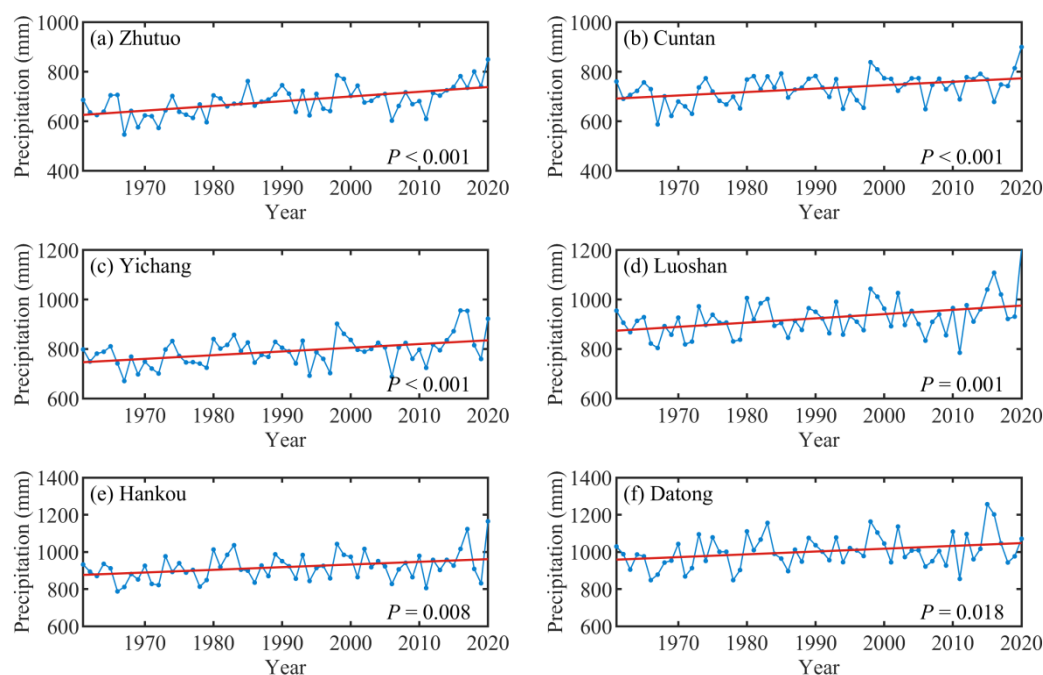 1000
800
600
400
Precipitation (mm)
(a) Zhutuo
P < 0.001
1970 1980 1990 2000 2010 2020
Year
1000
800
600
400
Precipitation (mm)
(b) Cuntan
P < 0.001
1970 1980 1990 2000 2010 2020
Year
1200
1000
800
600
Precipitation (mm)
(c) Yichang
P < 0.001
1970 1980 1990 2000 2010 2020
Year
1200
1000
800
600
Precipitation (mm)
(d) Luoshan
P = 0.001
1970 1980 1990 2000 2010 2020
Year
1400
1200
1000
800
600
Precipitation (mm)
(e) Hankou
P = 0.008
1970 1980 1990 2000 2010 2020
Year
1400
1200
1000
800
600
Precipitation (mm)
(f) Datong
P = 0.018
1970 1980 1990 2000 2010 2020
Year